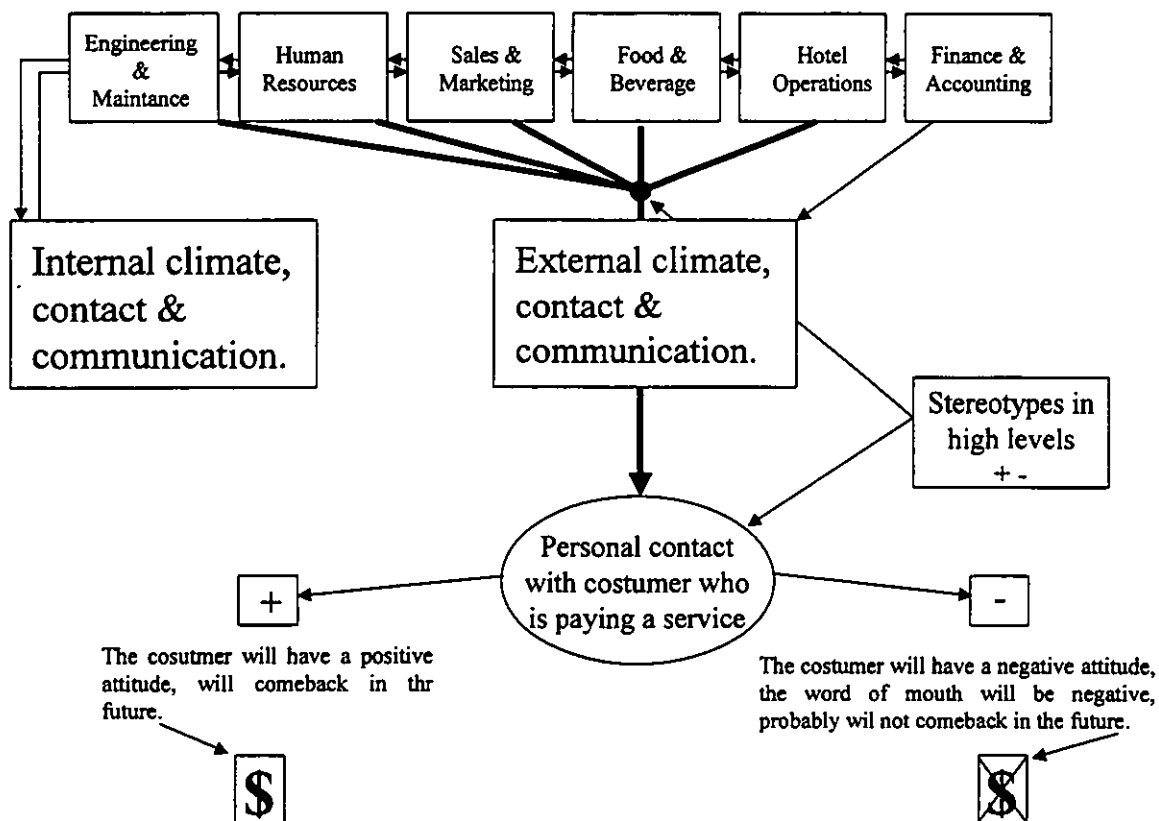 Engineering
&
Maintance
Human
Resources
Sales &
Marketing
Food &
Beverage
Hotel
Operations
Finance &
Accounting
Internal climate,
contact &
communication.
External climate,
contact &
communication.
Stereotypes in
high levels
+ -
Personal contact
with costumer who
is paying a service
+
-
The cosutmer will have a positive
attitude, will comeback in thr
future.
The costumer will have a negative attitude,
the word of mouth will be negative,
probably wil not comeback in the future.
$
$